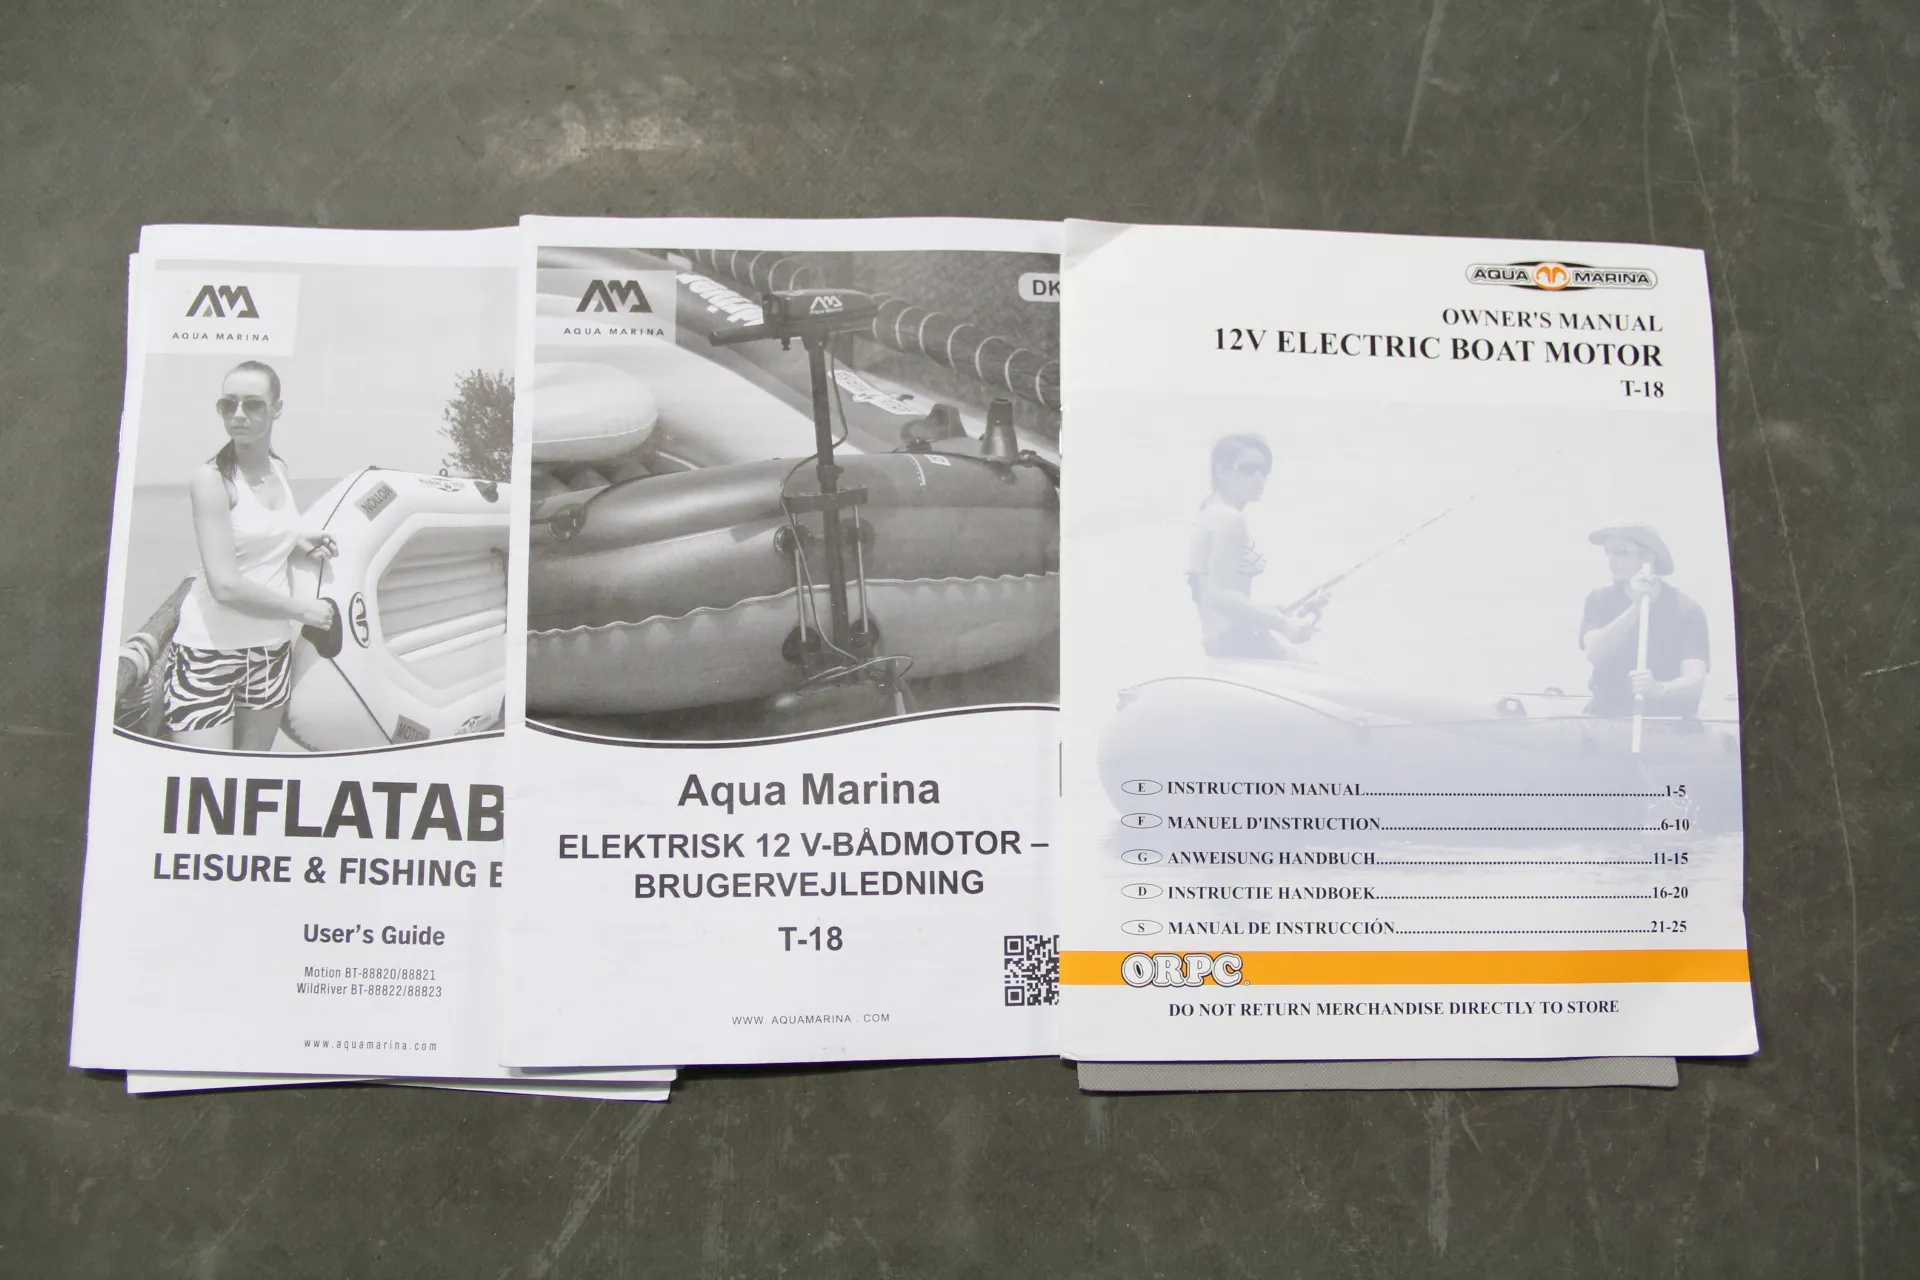 AQUA MARINA
MOTION
MOTION
INFLATAB
LEISURE & FISHING B
User's Guide
Motion BT-88820/88821
WildRiver BT-88822/88823
www.aquamarina.com
AQUA MARINA
DK
Aqua Marina
ELEKTRISK 12 V-BÅDMOTOR –
BRUGERVEJLEDNING
T-18
WWW. AQUAMARINA . COM
AQUA MARINA
OWNER'S MANUAL
12V ELECTRIC BOAT MOTOR
T-18
E INSTRUCTION MANUAL........1-5
F MANUEL D'INSTRUCTION........6-10
G ANWEISUNG HANDBUCH........11-15
D INSTRUCTIE HANDBOEK........16-20
S MANUAL DE INSTRUCCIÓN........21-25
ORPC
DO NOT RETURN MERCHANDISE DIRECTLY TO STORE